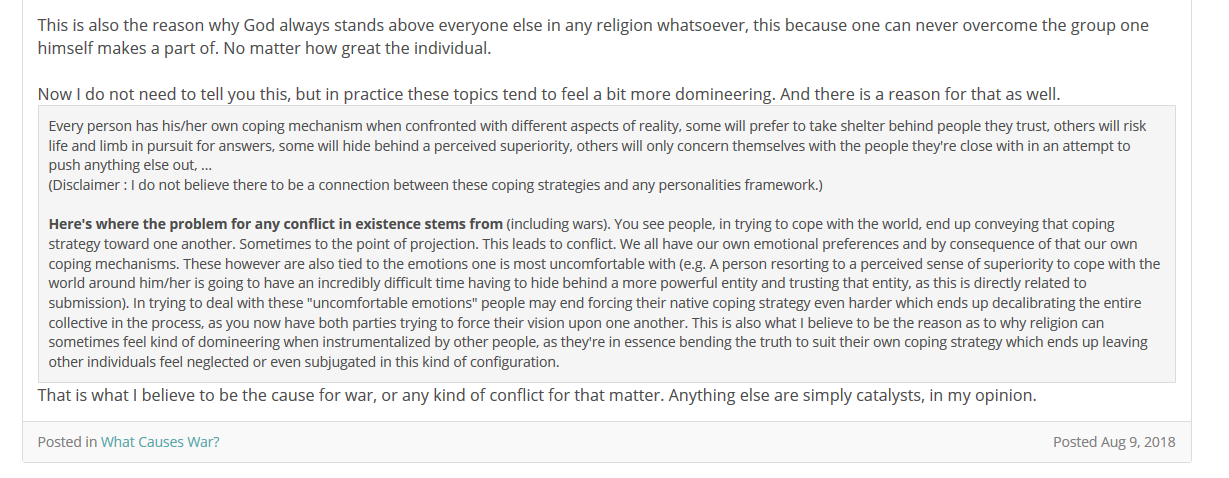 This is also the reason why God always stands above everyone else in any religion whatsoever, this because one can never overcome the group one
himself makes a part of. No matter how great the individual.
Now I do not need to tell you this, but in practice these topics tend to feel a bit more domineering. And there is a reason for that as well.
Every person has his/her own coping mechanism when confronted with different aspects of reality, some will prefer to take shelter behind people they trust, others will risk
life and limb in pursuit for answers, some will hide behind a perceived superiority, others will only concern themselves with the people they're close with in an attempt to
push anything else out, ...
(Disclaimer : I do not believe there to be a connection between these coping strategies and any personalities framework.)
Here's where the problem for any conflict in existence stems from (including wars). You see people, in trying to cope with the world, end up conveying that coping
strategy toward one another. Sometimes to the point of projection. This leads to conflict. We all have our own emotional preferences and by consequence of that our own
coping mechanisms. These however are also tied to the emotions one is most uncomfortable with (e.g. A person resorting to a perceived sense of superiority to cope with the
world around him/her is going to have an incredibly difficult time having to hide behind a more powerful entity and trusting that entity, as this is directly related to
submission). In trying to deal with these "uncomfortable emotions" people may end forcing their native coping strategy even harder which ends up decalibrating the entire
collective in the process, as you now have both parties trying to force their vision upon one another. This is also what I believe to be the reason as to why religion can
sometimes feel kind of domineering when instrumentalized by other people, as they're in essence bending the truth to suit their own coping strategy which ends up leaving
other individuals feel neglected or even subjugated in this kind of configuration.
That is what I believe to be the cause for war, or any kind of conflict for that matter. Anything else are simply catalysts, in my opinion.
Posted in What Causes War? Posted Aug 9, 2018